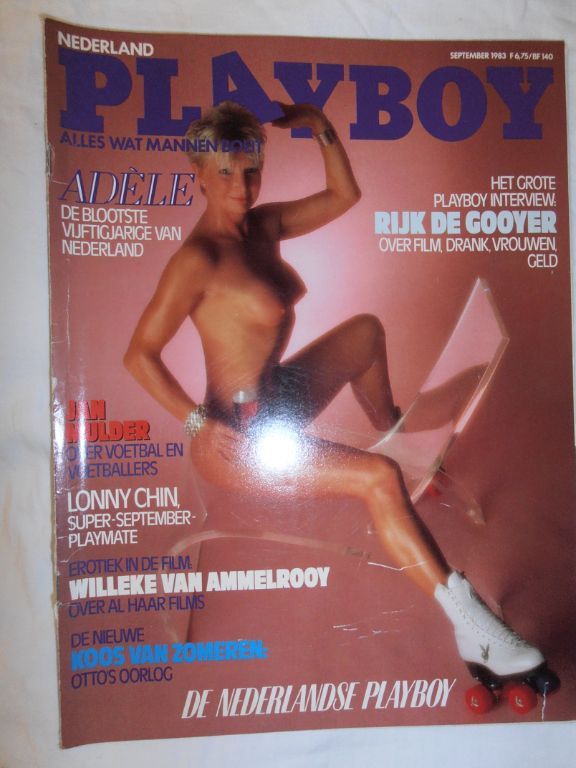 NEDERLAND
SEPTEMBER 1983 F 6,75/BF 140
PLAYBOY
ALLES WAT MANNEN BOEIT
ADÈLE
DE BLOOTSTE
VIJFTIGJARIGE VAN
NEDERLAND
HET GROTE
PLAYBOY INTERVIEW:
RIJK DE GOOYER
OVER FILM, DRANK, VROUWEN,
GELD
JAN
MULDER
OVER VOETBAL EN
VOETBALLERS
LONNY CHIN,
SUPER-SEPTEMBER-
PLAYMATE
EROTIEK IN DE FILM:
WILLEKE VAN AMMELROOY
OVER AL HAAR FILMS
DE NIEUWE
KOOS VAN ZOMEREN:
OTTO'S OORLOG
DE NEDERLANDSE PLAYBOY